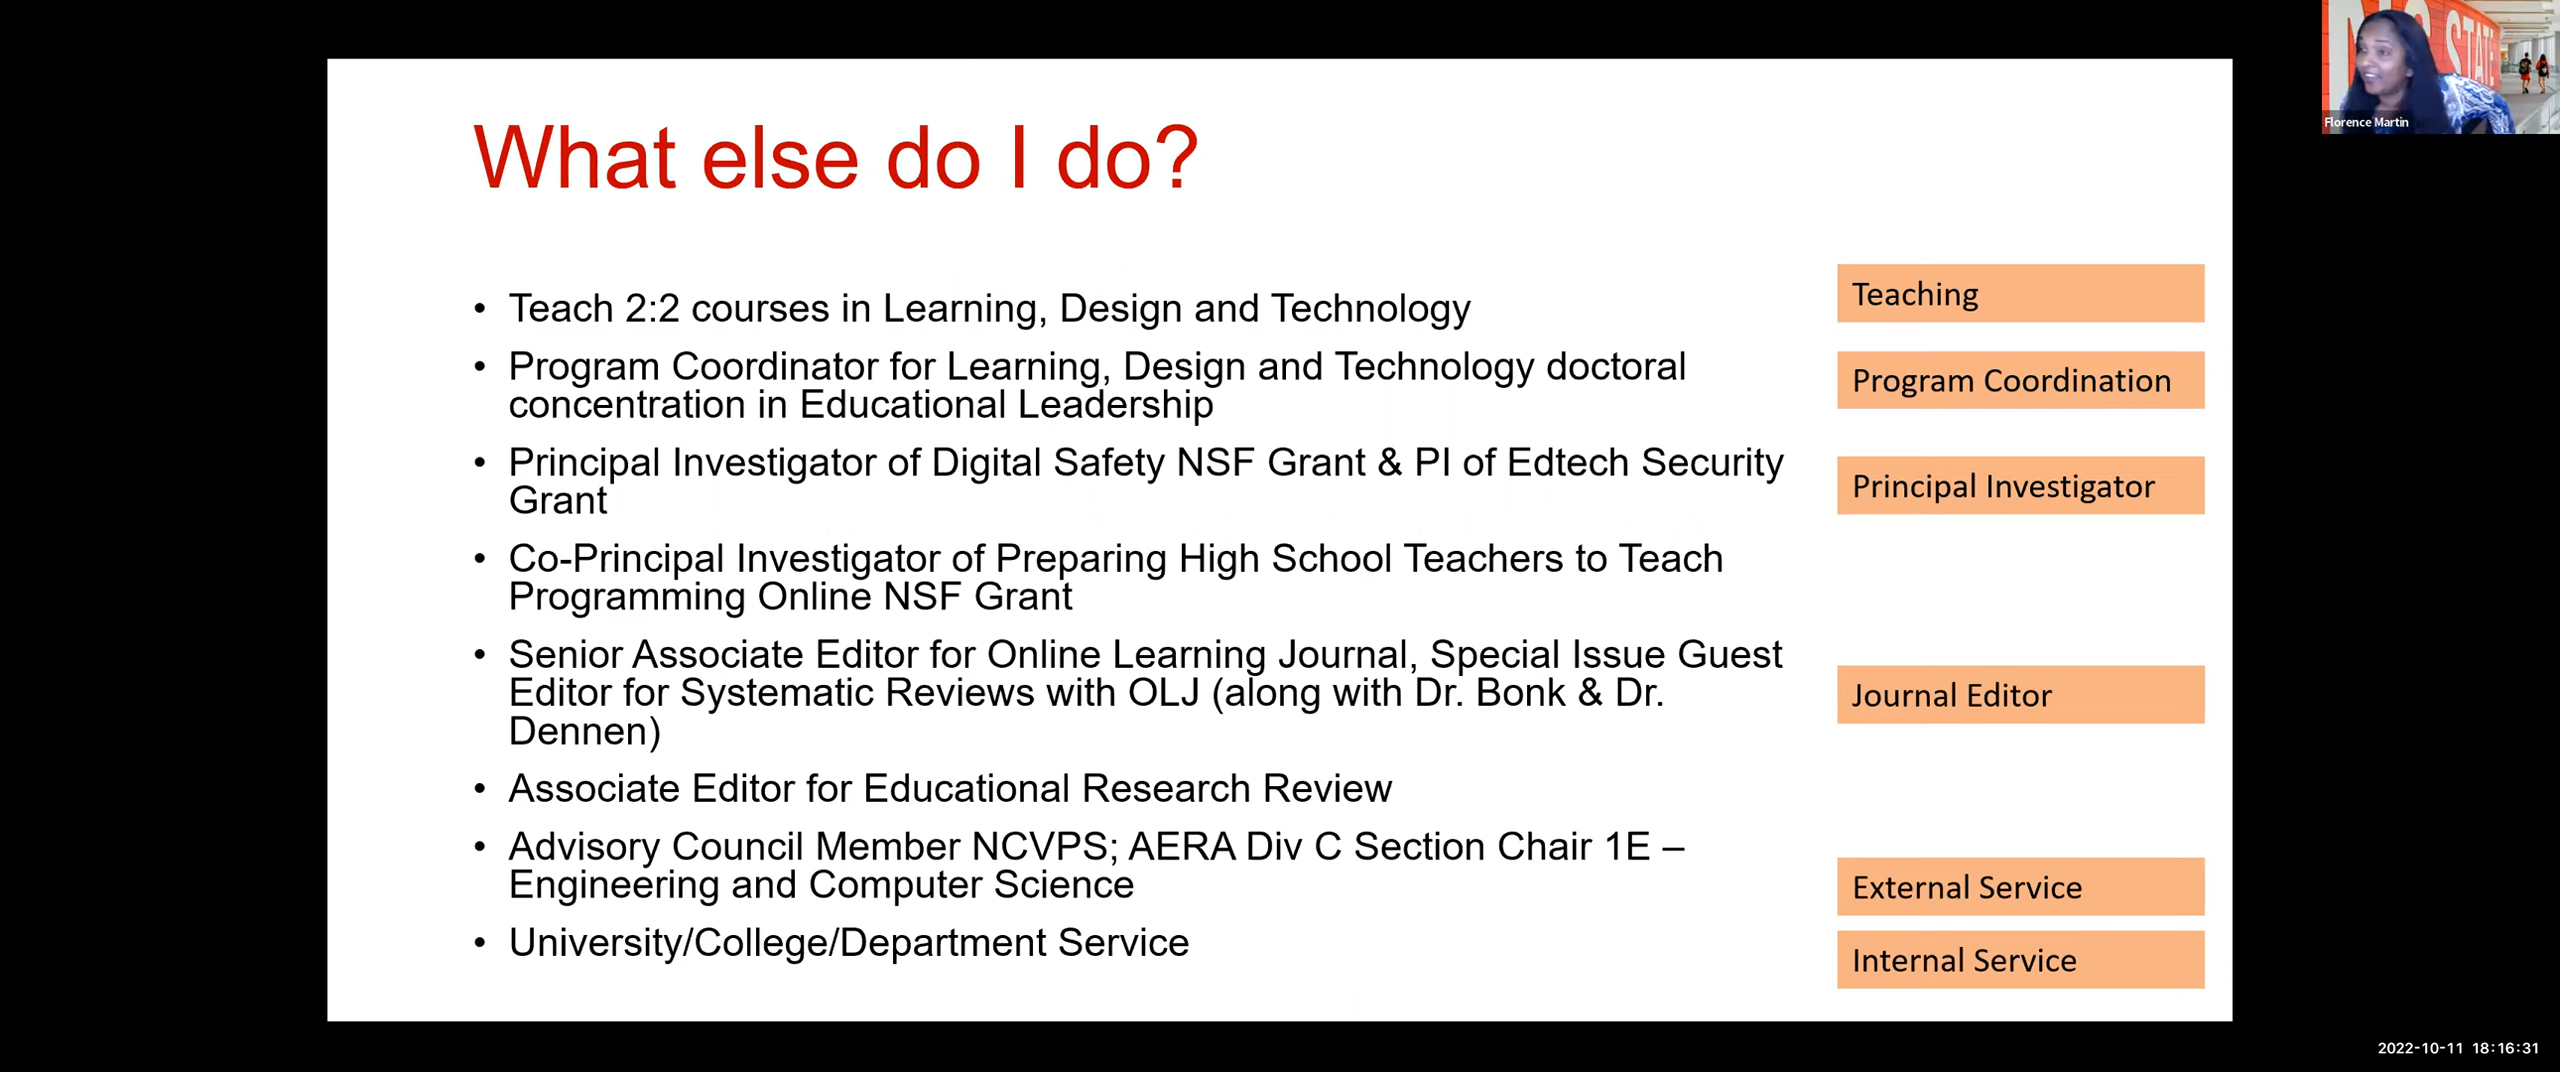 What else do I do?
• Teach 2:2 courses in Learning, Design and Technology
• Program Coordinator for Learning, Design and Technology doctoral
concentration in Educational Leadership
• Principal Investigator of Digital Safety NSF Grant & PI of Edtech Security
Grant
• Co-Principal Investigator of Preparing High School Teachers to Teach
Programming Online NSF Grant
• Senior Associate Editor for Online Learning Journal, Special Issue Guest
Editor for Systematic Reviews with OLJ (along with Dr. Bonk & Dr.
Dennen)
• Associate Editor for Educational Research Review
• Advisory Council Member NCVPS; AERA Div C Section Chair 1E –
Engineering and Computer Science
• University/College/Department Service
Teaching
Program Coordination
Principal Investigator
Journal Editor
External Service
Internal Service
STATE
Florence Martin
2022-10-11 18:16:31